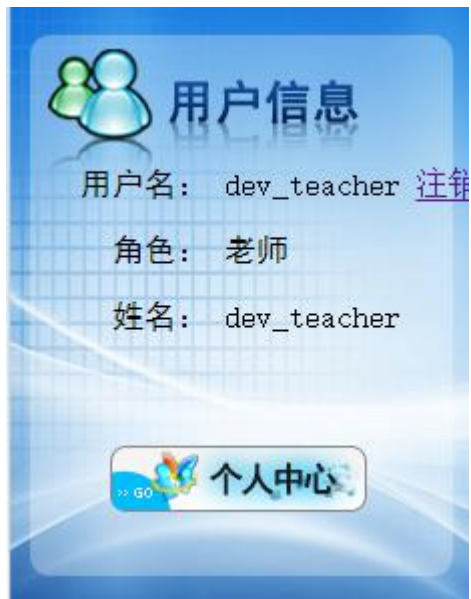 用户信息
用户名： dev_teacher 注销
角色： 老师
姓名： dev_teacher
>> GO 个人中心